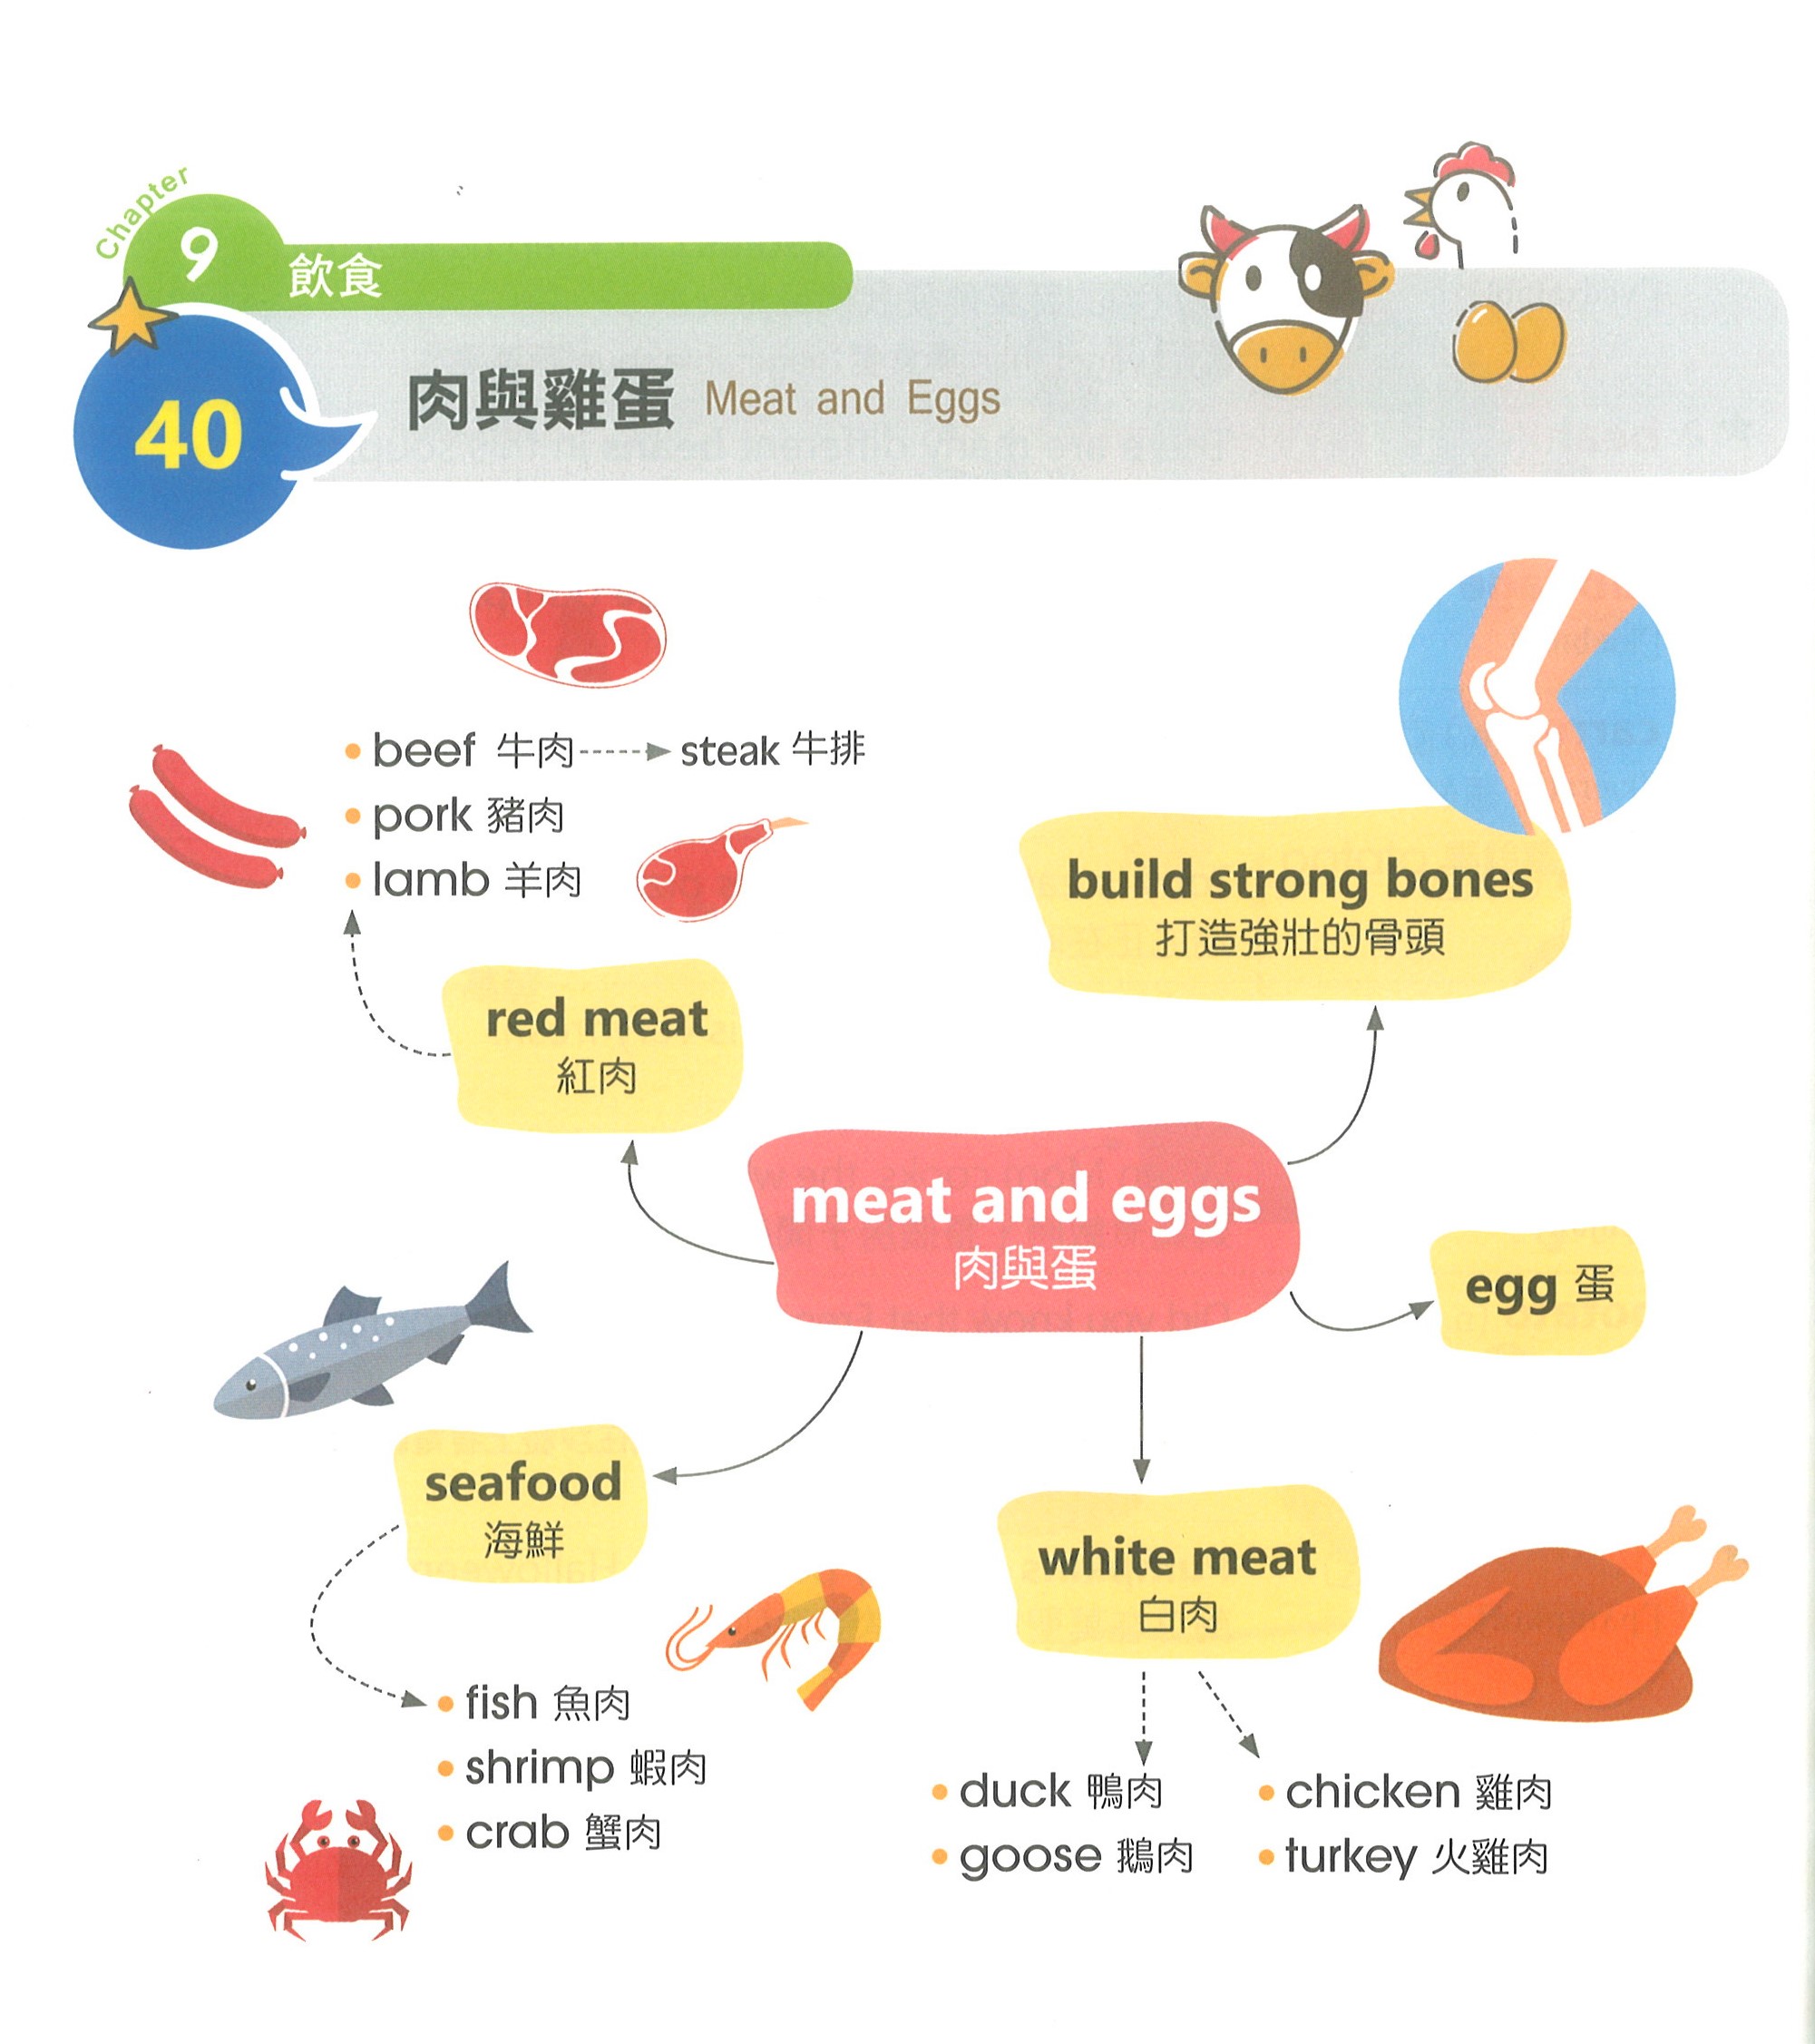 Chapter
9 飲食
40
肉與雞蛋 Meat and Eggs
beef 牛肉 steak 牛排
pork 豬肉
lamb 羊肉
build strong bones
打造強壯的骨頭
red meat
紅肉
meat and eggs
肉與蛋
egg 蛋
seafood
海鮮
white meat
白肉
fish 魚肉
shrimp 蝦肉
crab 蟹肉
duck 鴨肉
goose 鵝肉
chicken 雞肉
turkey 火雞肉